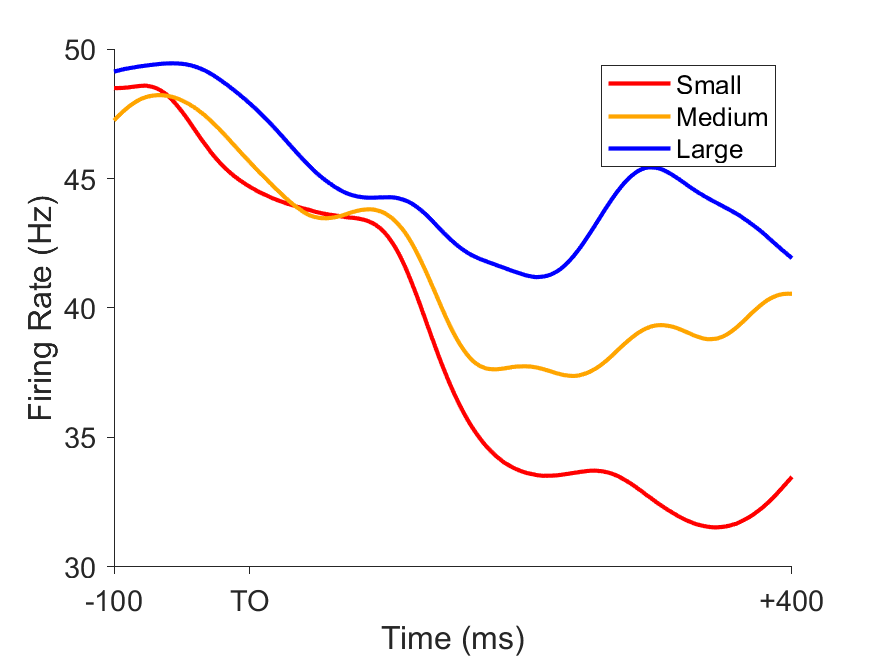 50
45
40
35
30
Firing Rate (Hz)
Small
Medium
Large
-100
TO
+400
Time (ms)